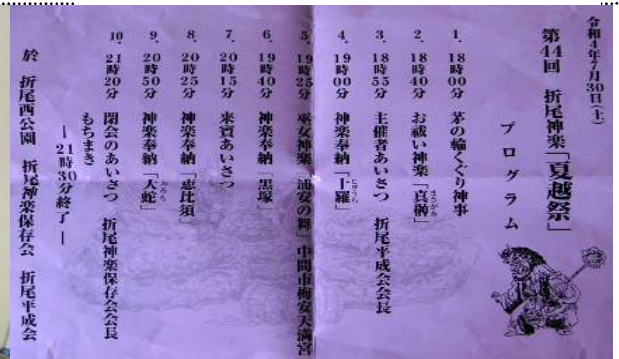 令和4年7月30日(土)
第44回 折尾神楽「夏越祭」
プログラム
1. 18時00分 茅の輪くぐり神事
2. 18時40分 お祓い神楽「真榊」
3. 18時55分 主催者あいさつ 折尾平成会会長
4. 19時00分 神楽奉納「十羅」
5. 19時25分 巫女神楽「浦安の舞」中間市梅安天満宮
6. 19時40分 神楽奉納「黒塚」
7. 20時15分 来賓あいさつ
8. 20時25分 神楽奉納「恵比須」
9. 20時50分 神楽奉納「大蛇」
10. 21時20分 閉会のあいさつ 折尾神楽保存会会長
もちまき
― 21時30分終了 ―
於 折尾西公園 折尾神楽保存会 折尾平成会